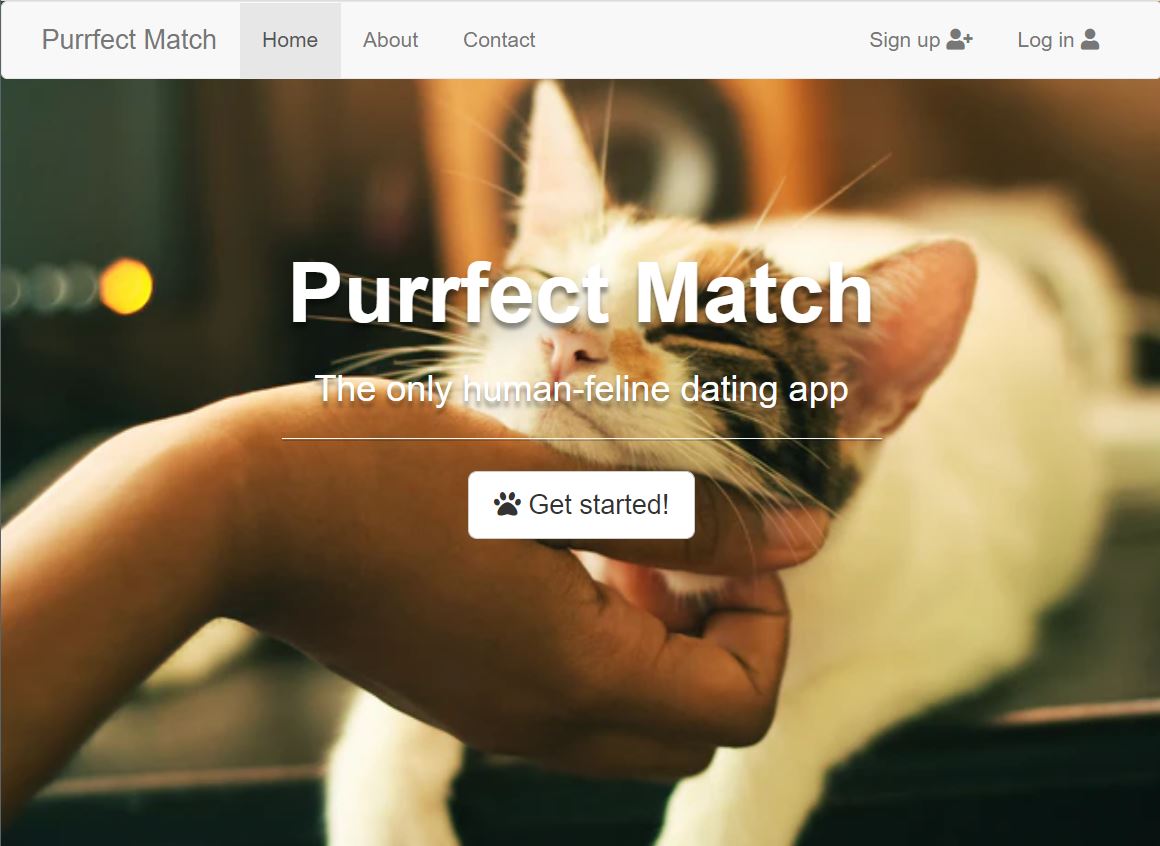 Purrfect Match Home About Contact Sign up Log in
Purrfect Match
The only human-feline dating app
Get started!